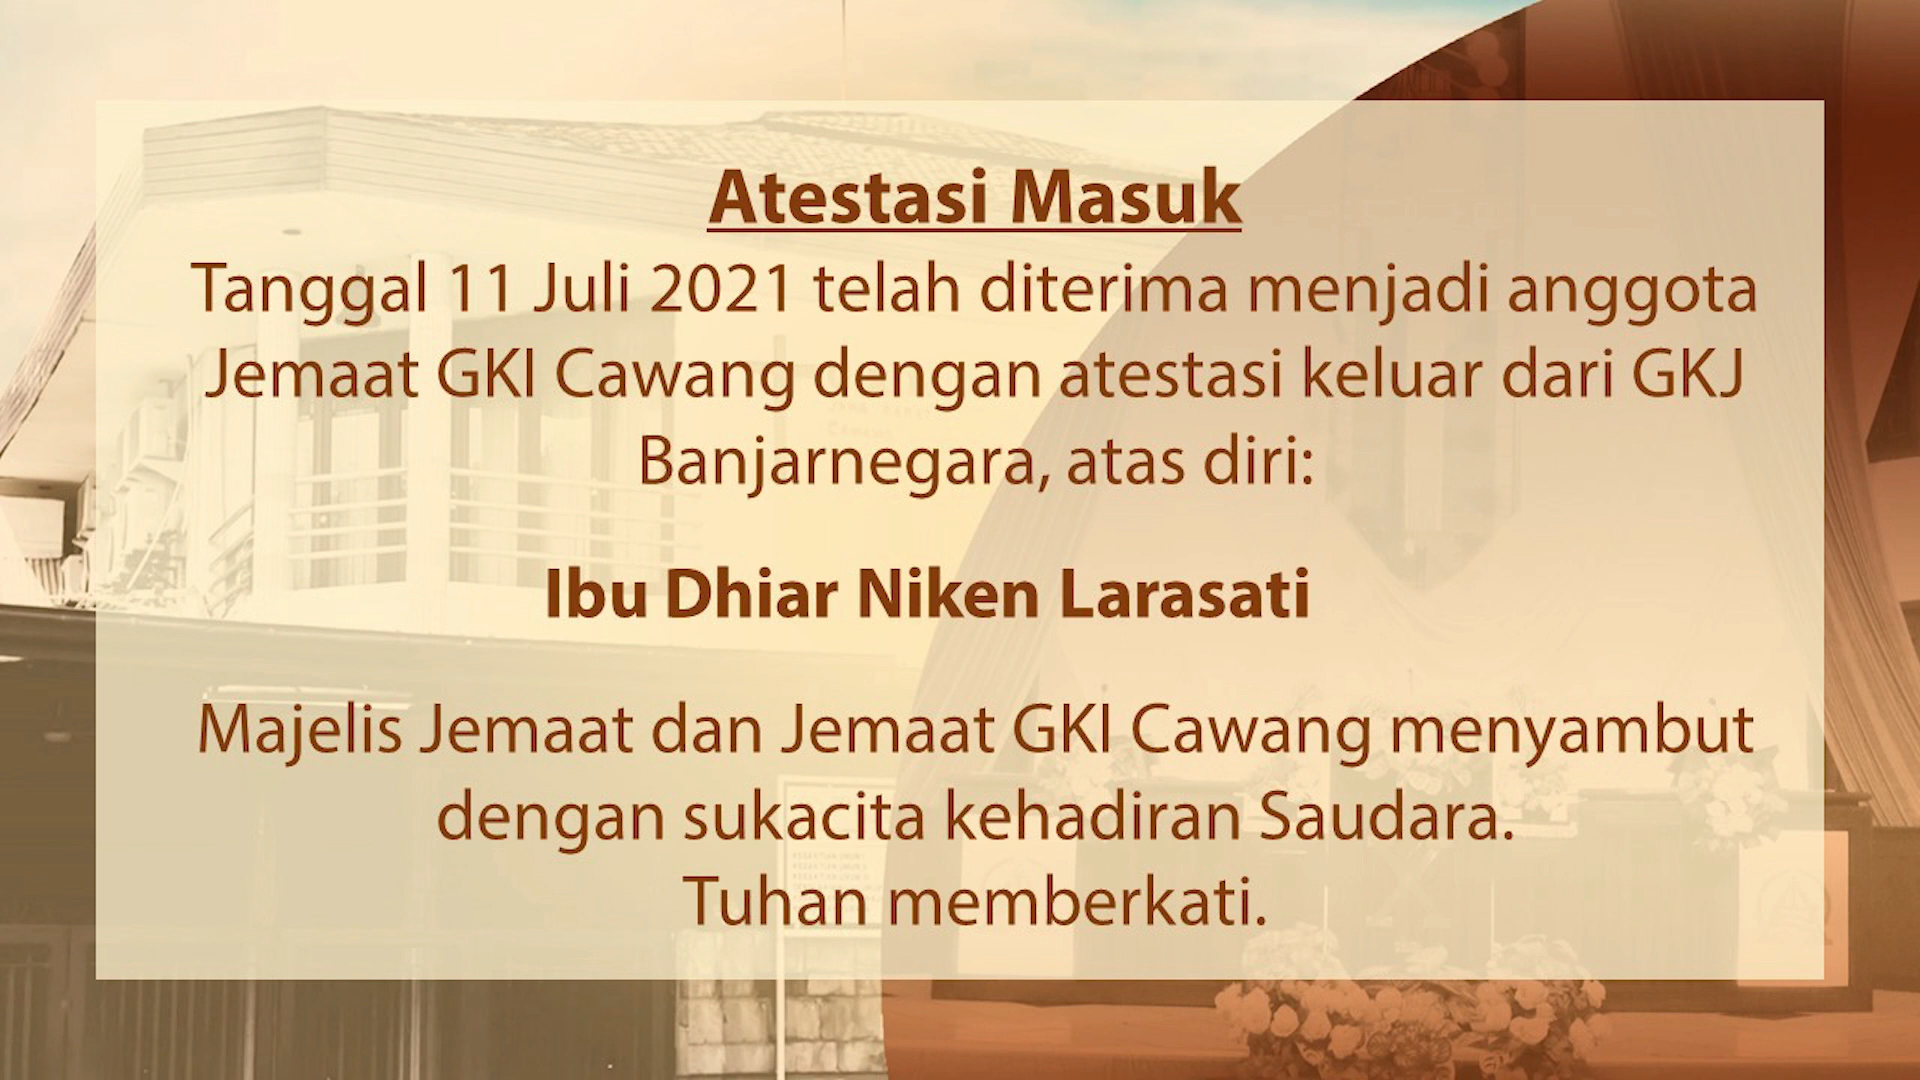 Atestasi Masuk
Tanggal 11 Juli 2021 telah diterima menjadi anggota
Jemaat GKI Cawang dengan atestasi keluar dari GKJ
Banjarnegara, atas diri:
Ibu Dhiar Niken Larasati
Majelis Jemaat dan Jemaat GKI Cawang menyambut
dengan sukacita kehadiran Saudara.
Tuhan memberkati.